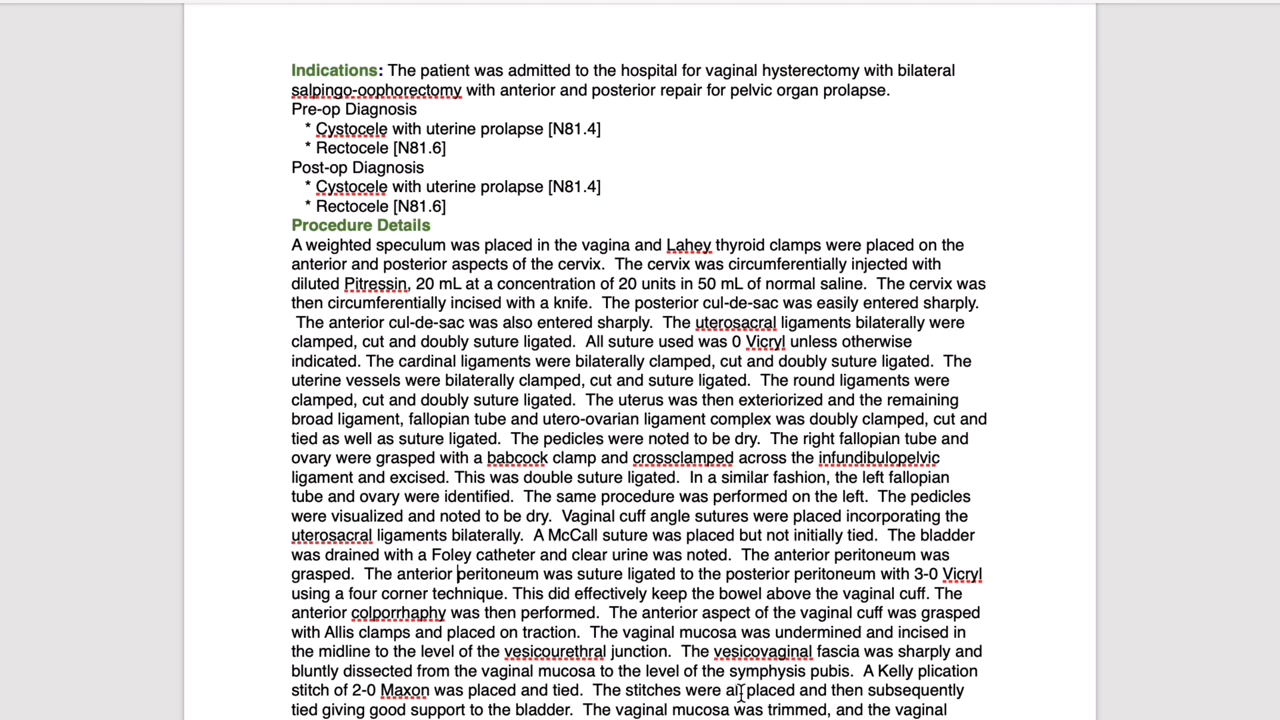 Indications: The patient was admitted to the hospital for vaginal hysterectomy with bilateral
salpingo-oophorectomy with anterior and posterior repair for pelvic organ prolapse.
Pre-op Diagnosis
* Cystocele with uterine prolapse [N81.4]
* Rectocele [N81.6]
Post-op Diagnosis
* Cystocele with uterine prolapse [N81.4]
* Rectocele [N81.6]
Procedure Details
A weighted speculum was placed in the vagina and Lahey thyroid clamps were placed on the
anterior and posterior aspects of the cervix. The cervix was circumferentially injected with
diluted Pitressin, 20 mL at a concentration of 20 units in 50 mL of normal saline. The cervix was
then circumferentially incised with a knife. The posterior cul-de-sac was easily entered sharply.
The anterior cul-de-sac was also entered sharply. The uterosacral ligaments bilaterally were
clamped, cut and doubly suture ligated. All suture used was 0 Vicryl unless otherwise
indicated. The cardinal ligaments were bilaterally clamped, cut and doubly suture ligated. The
uterine vessels were bilaterally clamped, cut and suture ligated. The round ligaments were
clamped, cut and doubly suture ligated. The uterus was then exteriorized and the remaining
broad ligament, fallopian tube and utero-ovarian ligament complex was doubly clamped, cut and
tied as well as suture ligated. The pedicles were noted to be dry. The right fallopian tube and
ovary were grasped with a babcock clamp and crossclamped across the infundibulopelvic
ligament and excised. This was double suture ligated. In a similar fashion, the left fallopian
tube and ovary were identified. The same procedure was performed on the left. The pedicles
were visualized and noted to be dry. Vaginal cuff angle sutures were placed incorporating the
uterosacral ligaments bilaterally. A McCall suture was placed but not initially tied. The bladder
was drained with a Foley catheter and clear urine was noted. The anterior peritoneum was
grasped. The anterior peritoneum was suture ligated to the posterior peritoneum with 3-0 Vicryl
using a four corner technique. This did effectively keep the bowel above the vaginal cuff. The
anterior colporrhaphy was then performed. The anterior aspect of the vaginal cuff was grasped
with Allis clamps and placed on traction. The vaginal mucosa was undermined and incised in
the midline to the level of the vesicourethral junction. The vesicovaginal fascia was sharply and
bluntly dissected from the vaginal mucosa to the level of the symphysis pubis. A Kelly plication
stitch of 2-0 Maxon was placed and tied. The stitches were all placed and then subsequently
tied giving good support to the bladder. The vaginal mucosa was trimmed, and the vaginal